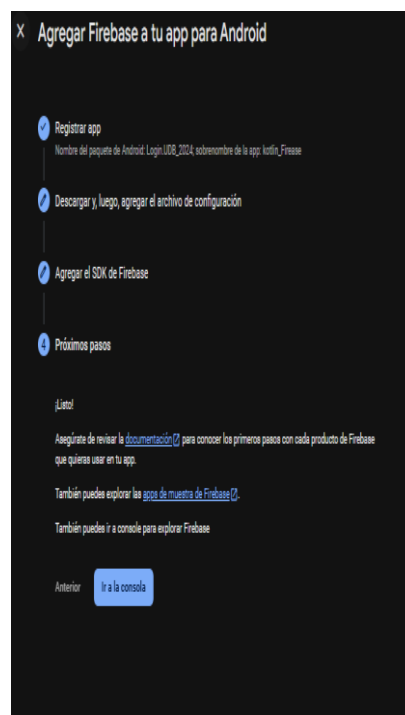 X Agregar Firebase a tu app para Android
Registrar app
Nombre del paquete de Android: Login.UDB_2024; sobrenombre de la app: kotlin_Firease
Descargar y, luego, agregar el archivo de configuración
Agregar el SDK de Firebase
4 Próximos pasos
¡Listo!
Asegúrate de revisar la documentación para conocer los primeros pasos con cada producto de Firebase
que quieras usar en tu app.
También puedes explorar las apps de muestra de Firebase.
También puedes ir a console para explorar Firebase
Anterior Ir a la consola